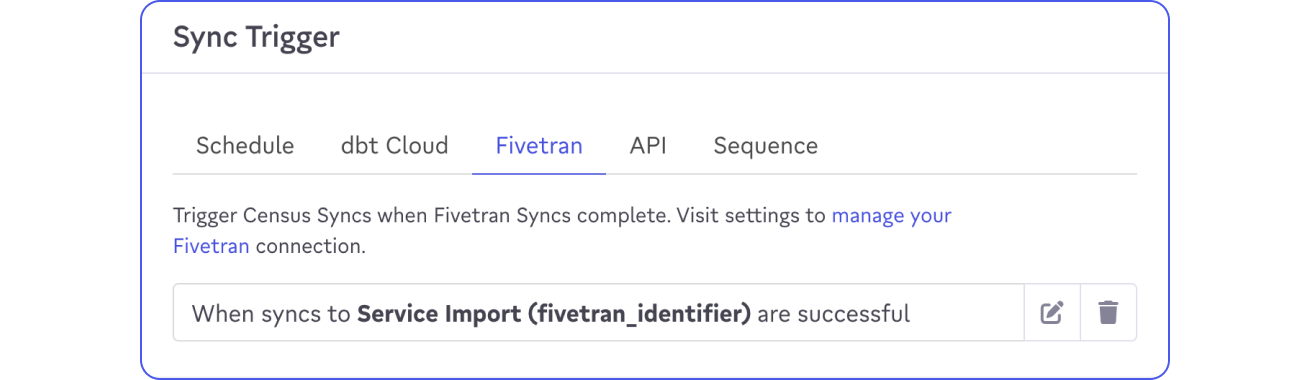 Sync Trigger
Schedule dbt Cloud Fivetran API Sequence
Trigger Census Syncs when Fivetran Syncs complete. Visit settings to manage your
Fivetran connection.
When syncs to Service Import (fivetran_identifier) are successful